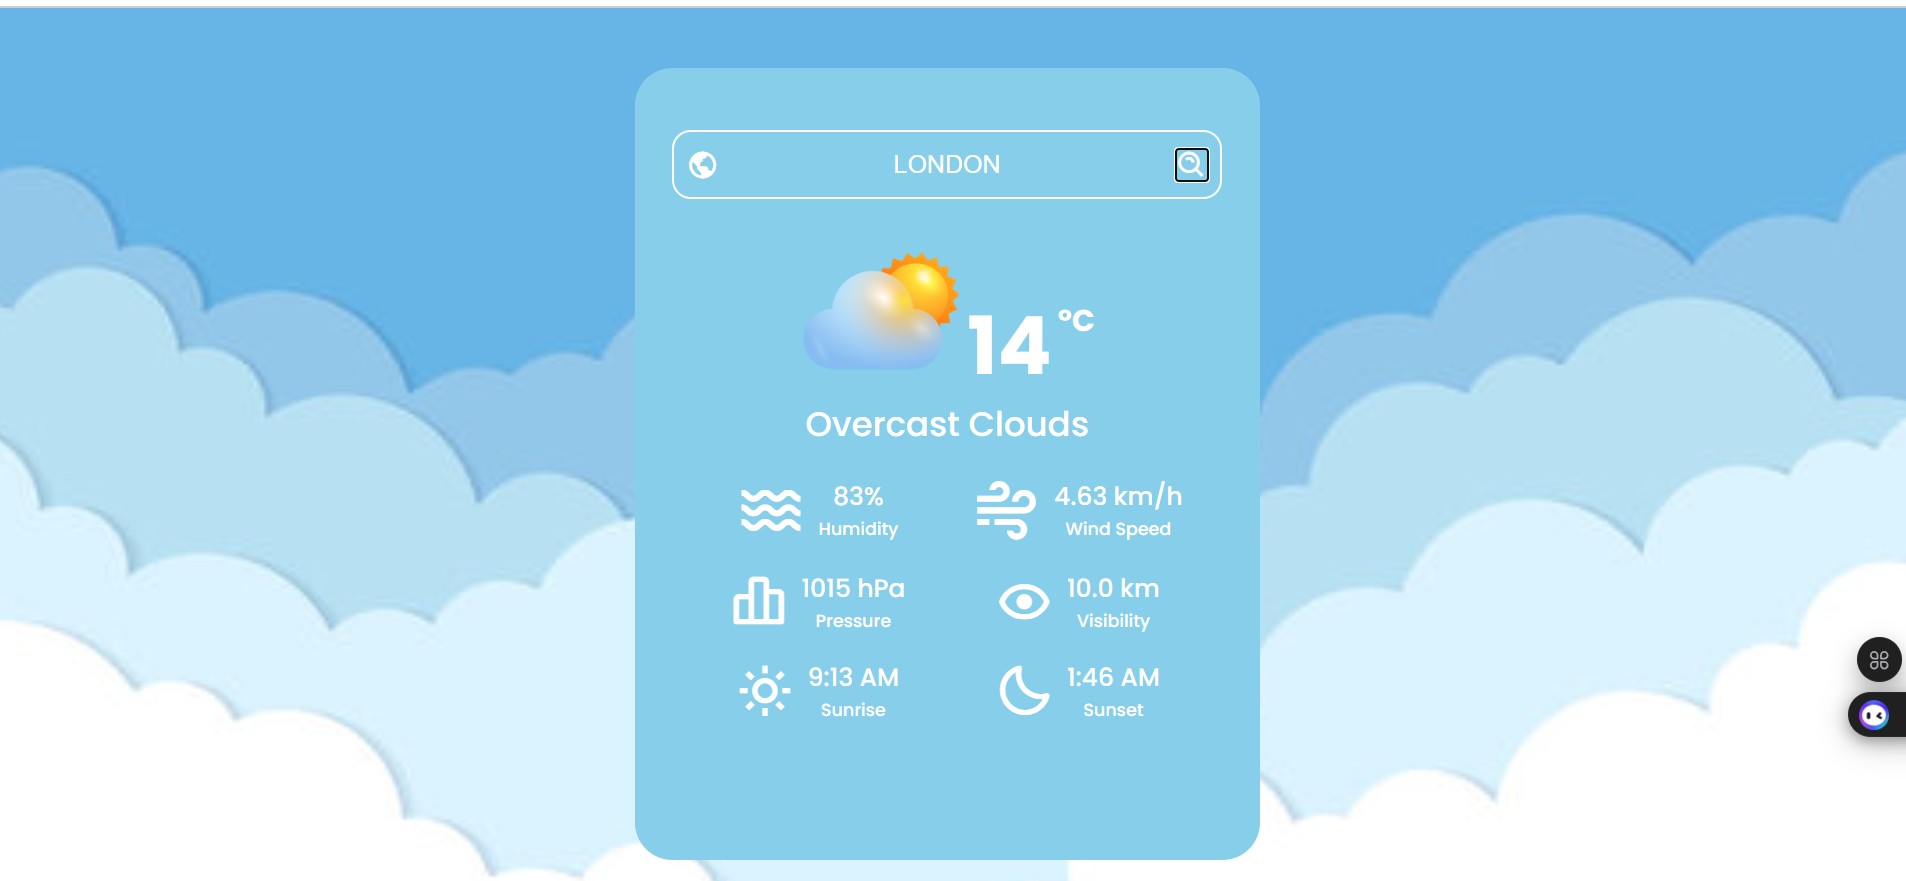 LONDON
14 °C
Overcast Clouds
83%
Humidity
4.63 km/h
Wind Speed
1015 hPa
Pressure
10.0 km
Visibility
9:13 AM
Sunrise
1:46 AM
Sunset